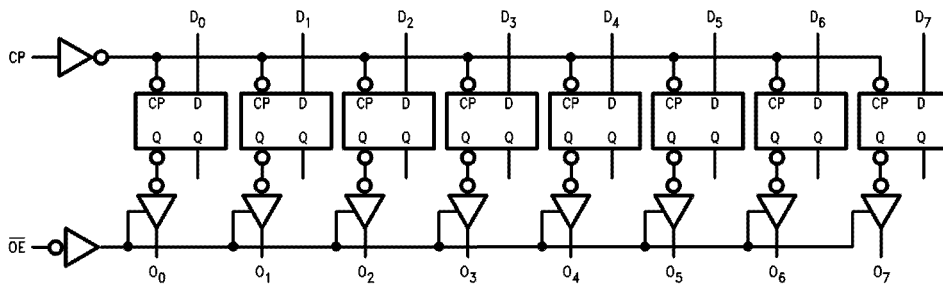 D0 D1 D2 D3 D4 D5 D6 D7
CP
CP D CP D CP D CP D CP D CP D CP D CP D
Q Q Q Q Q Q Q Q Q Q Q Q Q Q Q Q
OE
O0 O1 O2 O3 O4 O5 O6 O7